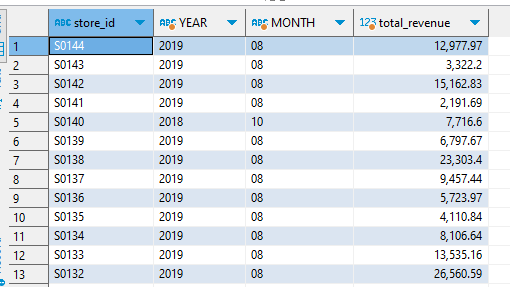 ABC store_id ABC YEAR ABC MONTH 123 total_revenue
1 S0144 2019 08 12,977.97
2 S0143 2019 08 3,322.2
3 S0142 2019 08 15,162.83
4 S0141 2019 08 2,191.69
5 S0140 2018 10 7,716.6
6 S0139 2019 08 6,797.67
7 S0138 2019 08 23,303.4
8 S0137 2019 08 9,457.44
9 S0136 2019 08 5,723.97
10 S0135 2019 08 4,110.84
11 S0134 2019 08 8,106.64
12 S0133 2019 08 13,535.16
13 S0132 2019 08 26,560.59